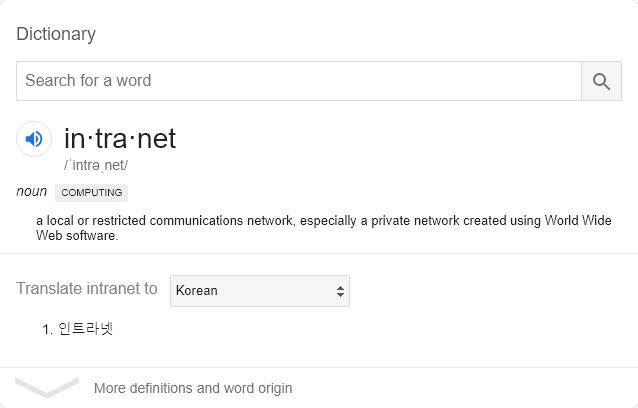 Dictionary
Search for a word
in·tra·net
/ˈintrəˌnet/
noun COMPUTING
a local or restricted communications network, especially a private network created using World Wide
Web software.
Translate intranet to Korean
1. 인트라넷
More definitions and word origin